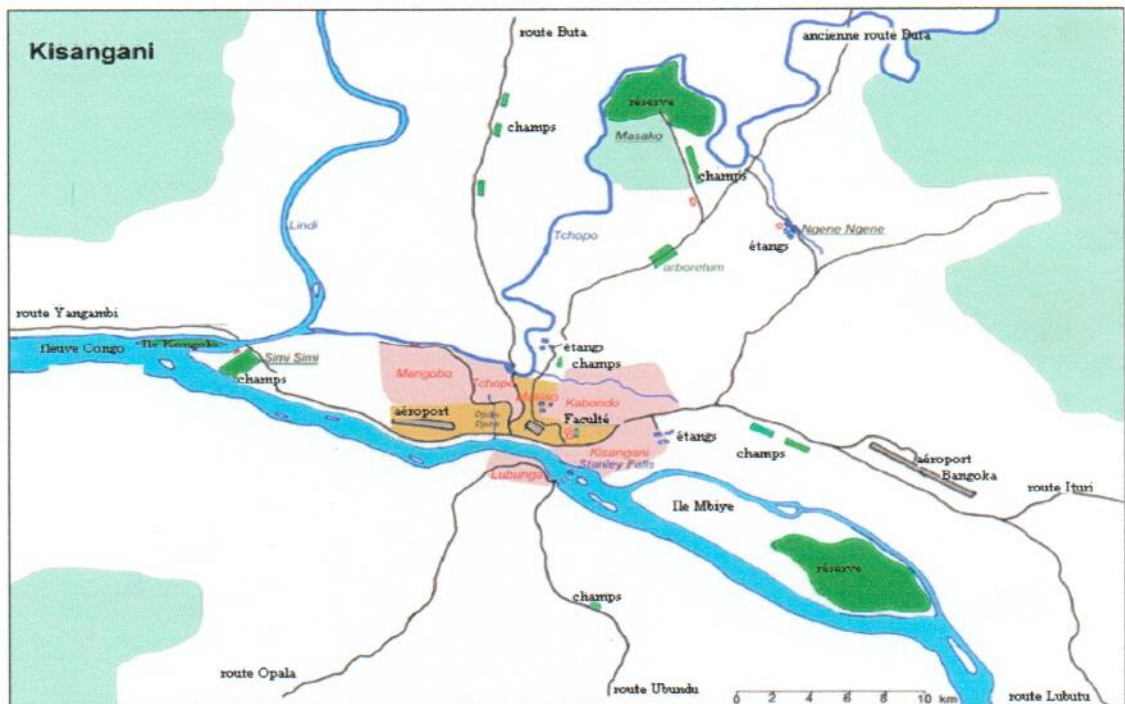 Kisangani
route Buta
ancienne route Buta
réserve
champs
Masako
champs
Lindi
Tchopo
Ngene Ngene
étangs
arboretum
route Yangambi
fleuve Congo
Ile Kongolo
Simi Simi
champs
étangs
champs
Mangobo
Tchopo
Makiso
Kabondo
aéroport
Faculté
étangs
champs
Kisangani
Stanley Falls
Lubunga
aéroport
Bangoka
route Ituri
Ile Mbiye
réserve
champs
route Opala
route Ubundu
0 2 4 6 8 10 km
route Lubutu